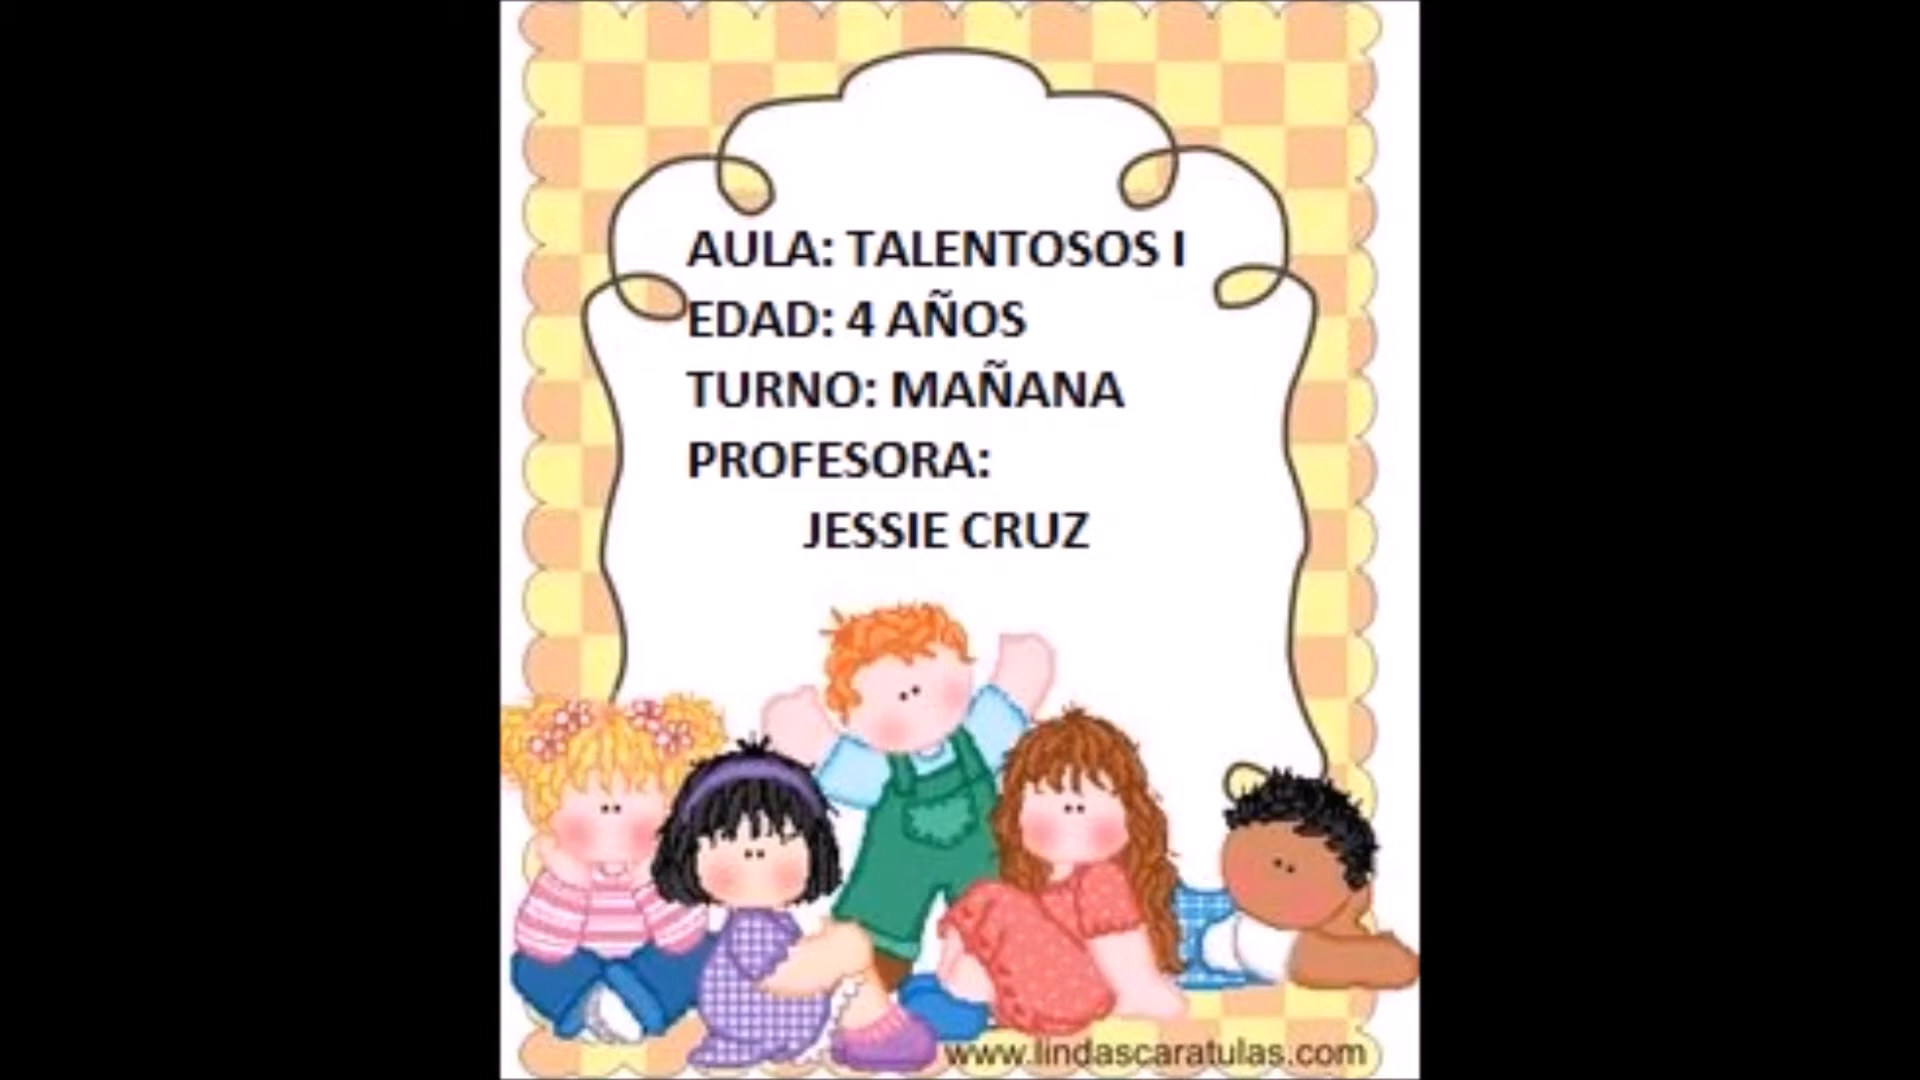 AULA: TALENTOSOS I
EDAD: 4 AÑOS
TURNO: MAÑANA
PROFESORA:
JESSIE CRUZ
www.lindascaratulas.com